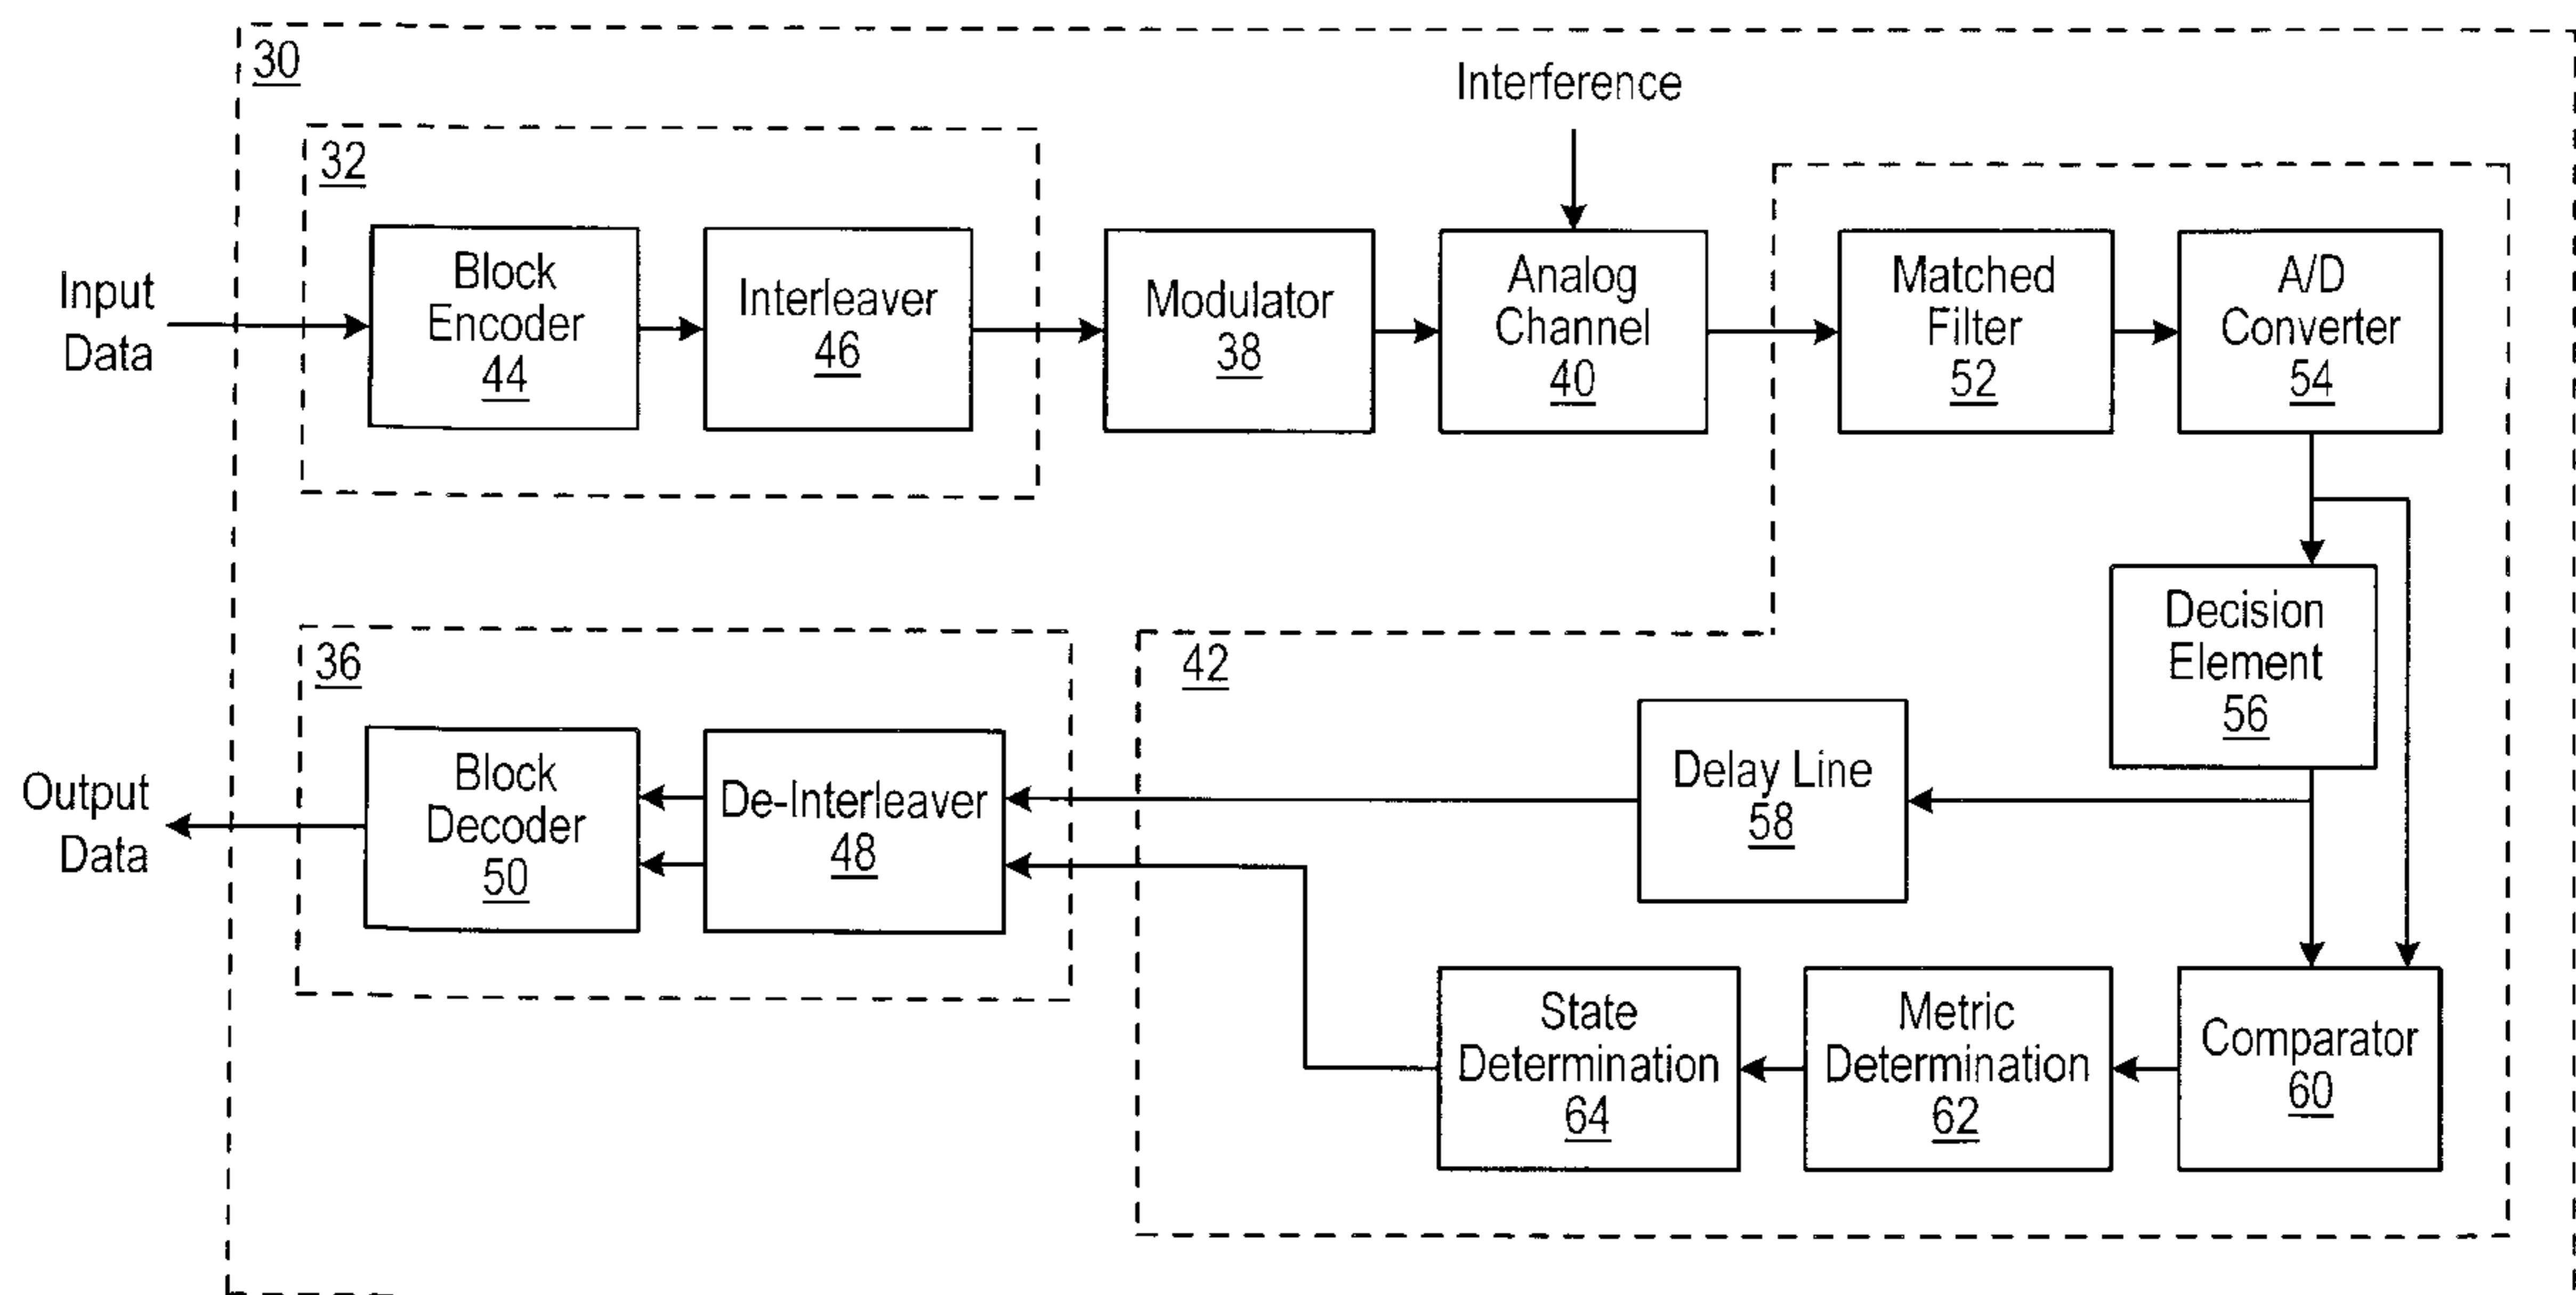 30
Interference
32
Input
Data
Block
Encoder
44
Interleaver
46
Modulator
38
Analog
Channel
40
Matched
Filter
52
A/D
Converter
54
Decision
Element
56
36
42
Output
Data
Block
Decoder
50
De-Interleaver
48
Delay Line
58
State
Determination
64
Metric
Determination
62
Comparator
60